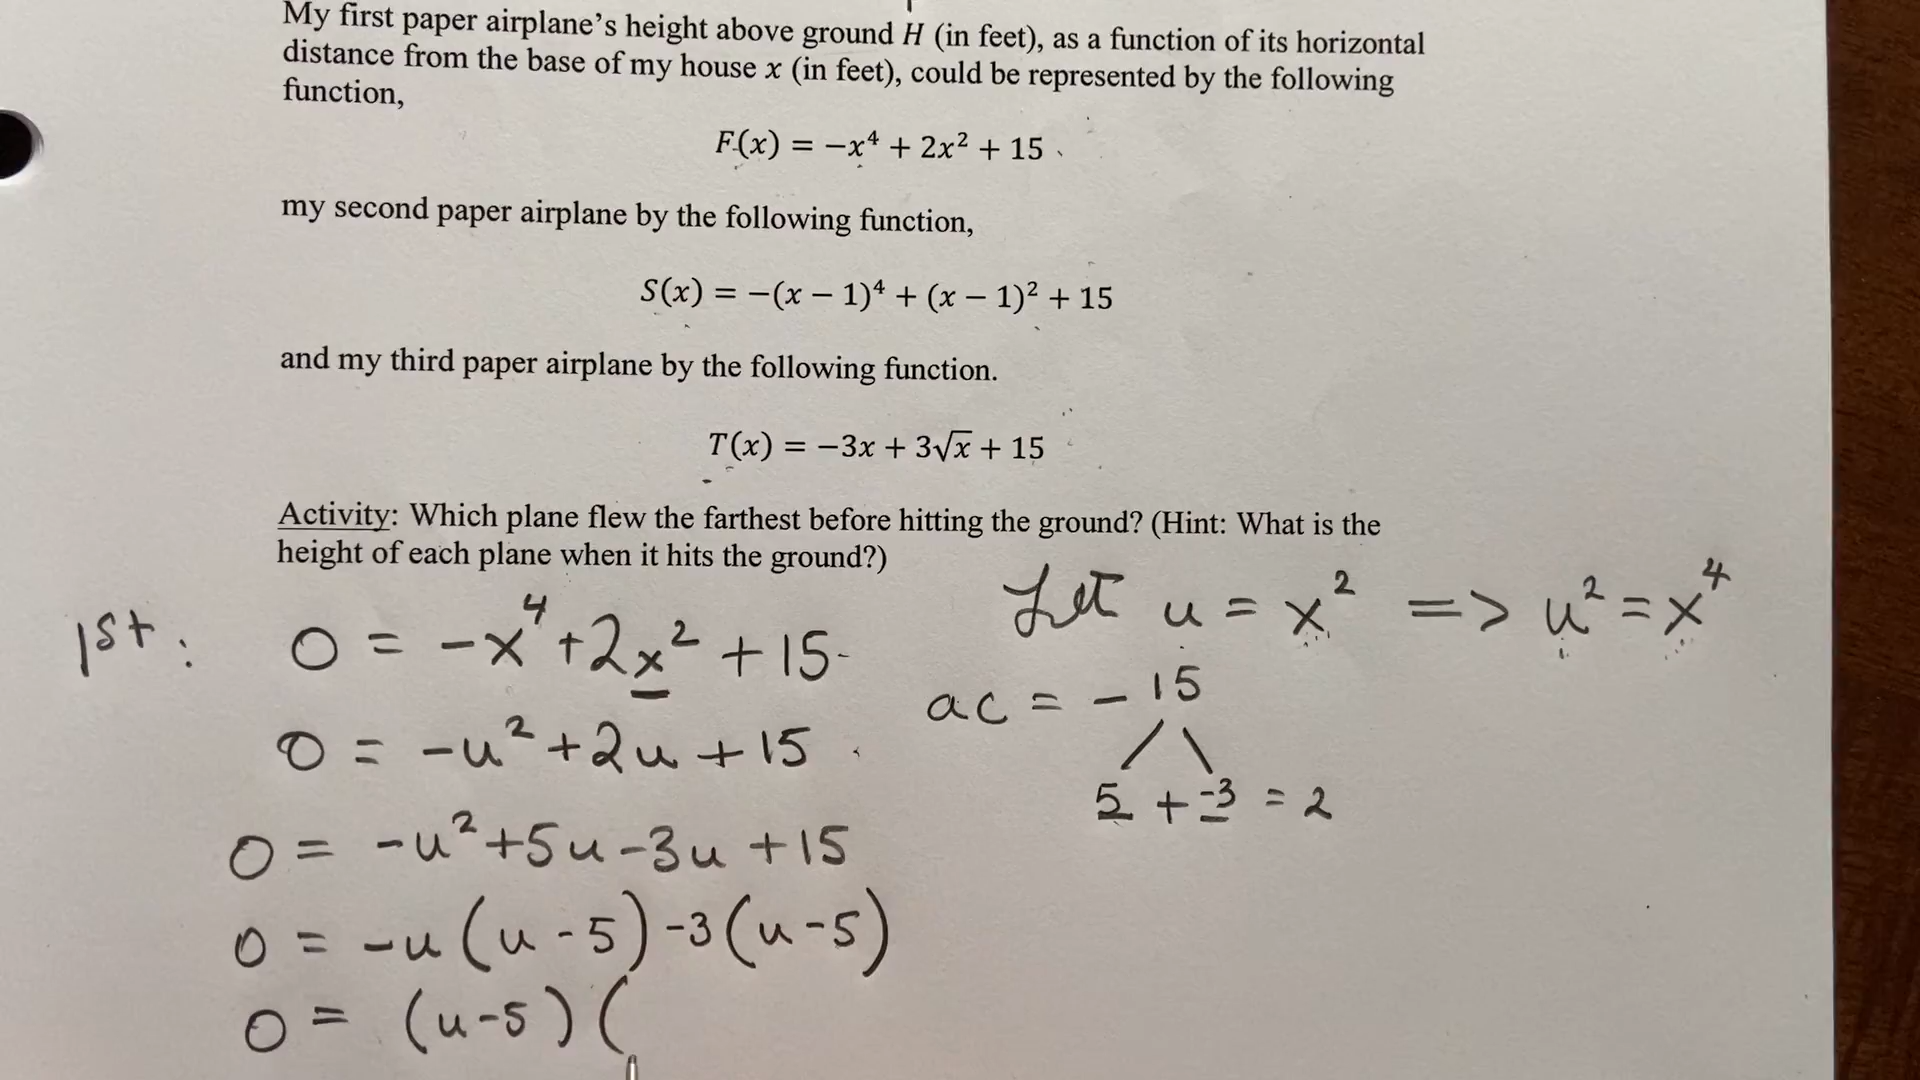 My first paper airplane’s height above ground H (in feet), as a function of its horizontal
distance from the base of my house x (in feet), could be represented by the following
function,
F(x) = −x⁴ + 2x² + 15
my second paper airplane by the following function,
S(x) = −(x − 1)⁴ + (x − 1)² + 15
and my third paper airplane by the following function.
T(x) = −3x + 3√x + 15
Activity: Which plane flew the farthest before hitting the ground? (Hint: What is the
height of each plane when it hits the ground?)
Let u = x² => u² = x⁴
1st: 0 = -x⁴ + 2x² + 15
ac = -15
0 = -u² + 2u + 15
5 + -3 = 2
0 = -u² + 5u - 3u + 15
0 = -u(u - 5) - 3(u - 5)
0 = (u - 5)(